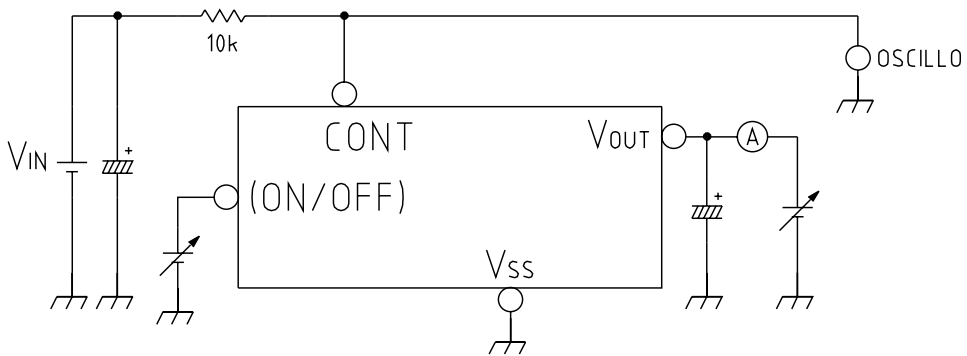 10k
OSCILLO
CONT
VOUT
A
VIN
+
(ON/OFF)
+
VSS